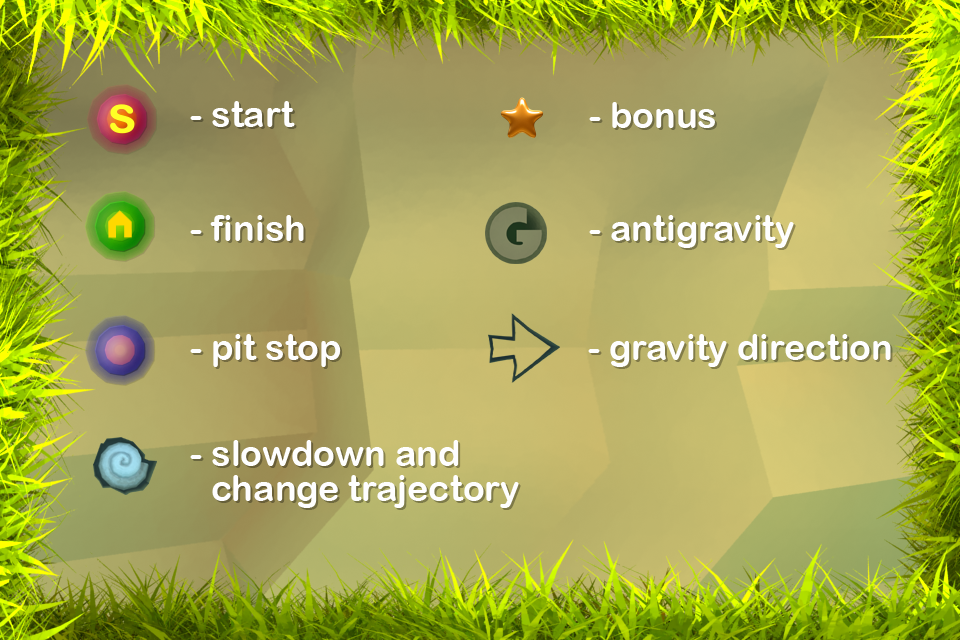 S - start
- finish
- pit stop
- slowdown and
change trajectory
- bonus
G - antigravity
- gravity direction